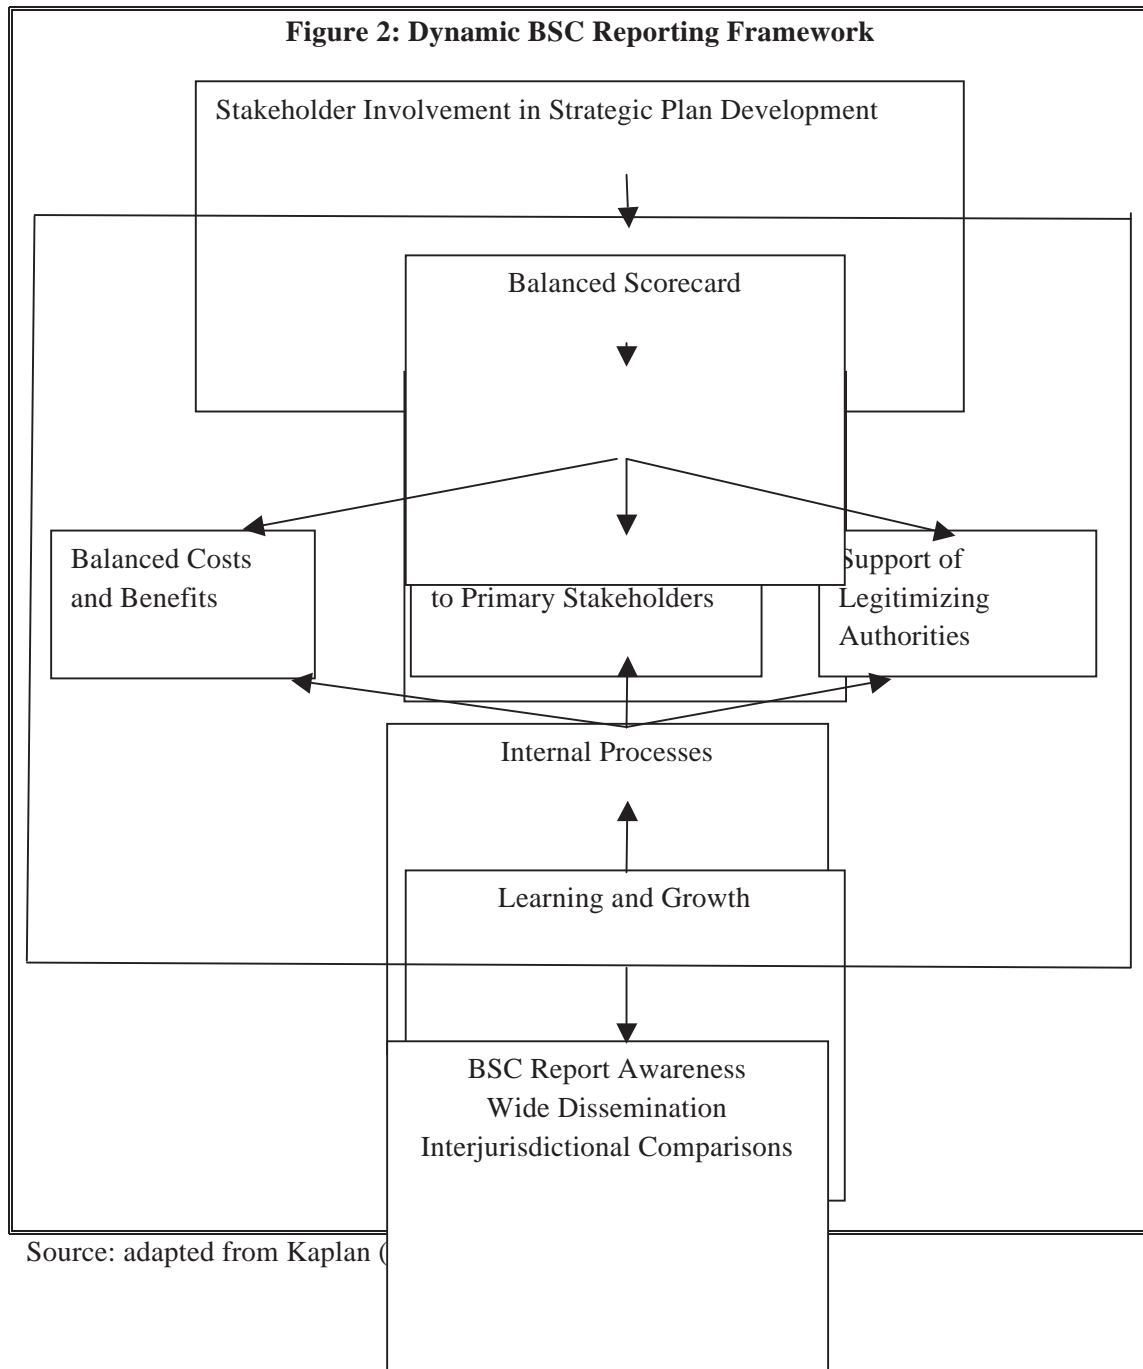 Figure 2: Dynamic BSC Reporting Framework
Stakeholder Involvement in Strategic Plan Development
Balanced Scorecard
Balanced Costs
and Benefits
to Primary Stakeholders
Support of
Legitimizing
Authorities
Internal Processes
Learning and Growth
BSC Report Awareness
Wide Dissemination
Interjurisdictional Comparisons
Source: adapted from Kaplan (